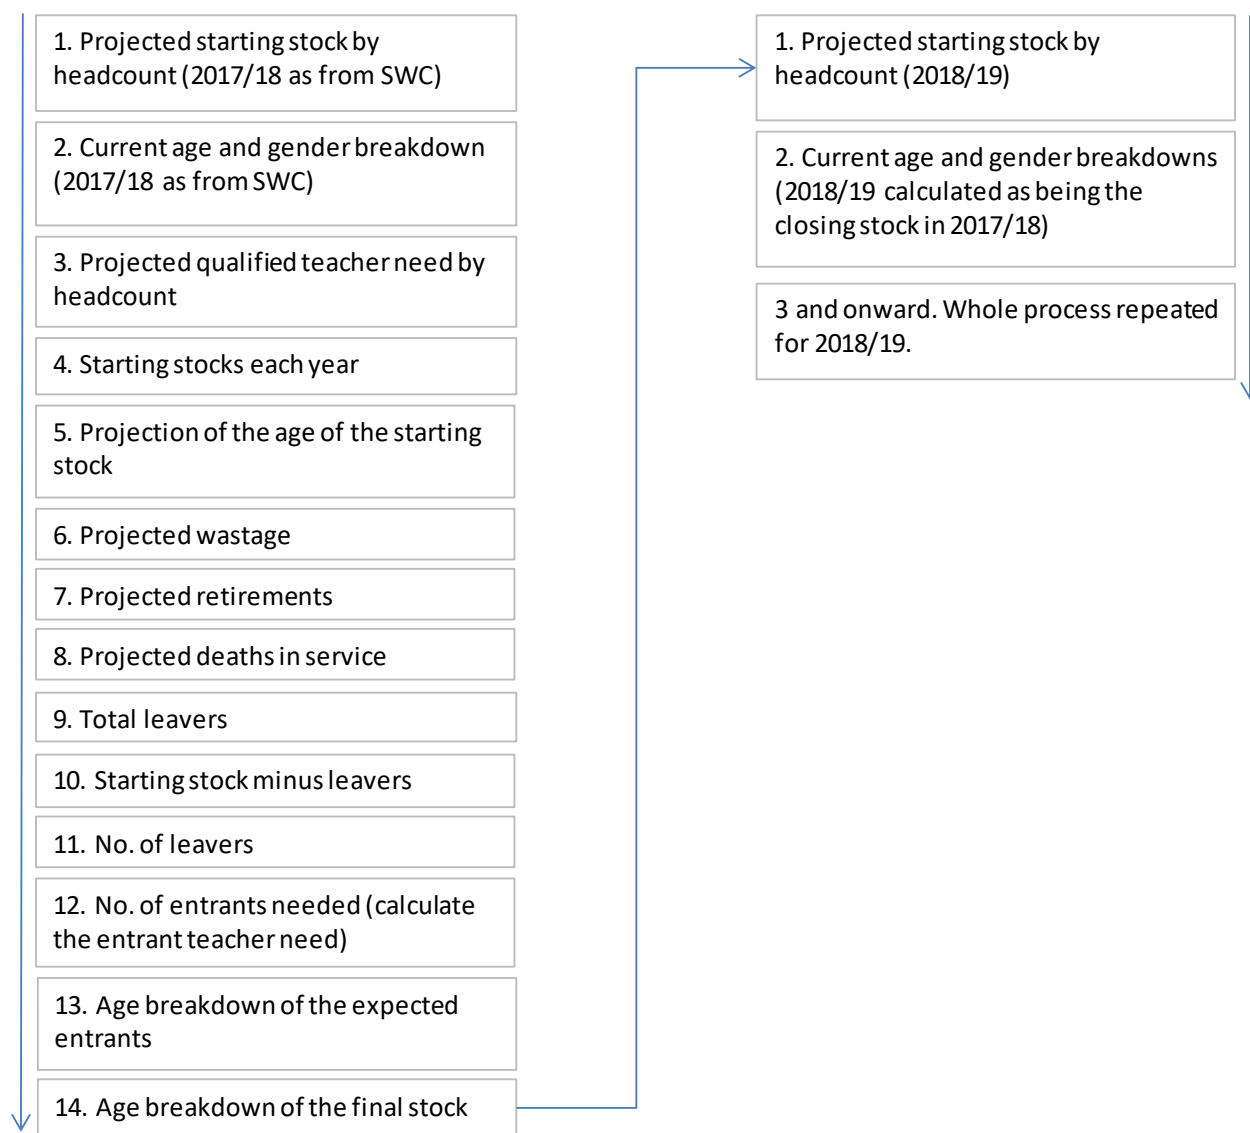 1. Projected starting stock by
headcount (2017/18 as from SWC)
2. Current age and gender breakdown
(2017/18 as from SWC)
3. Projected qualified teacher need by
headcount
4. Starting stocks each year
5. Projection of the age of the starting
stock
6. Projected wastage
7. Projected retirements
8. Projected deaths in service
9. Total leavers
10. Starting stock minus leavers
11. No. of leavers
12. No. of entrants needed (calculate
the entrant teacher need)
13. Age breakdown of the expected
entrants
14. Age breakdown of the final stock
1. Projected starting stock by
headcount (2018/19)
2. Current age and gender breakdowns
(2018/19 calculated as being the
closing stock in 2017/18)
3 and onward. Whole process repeated
for 2018/19.